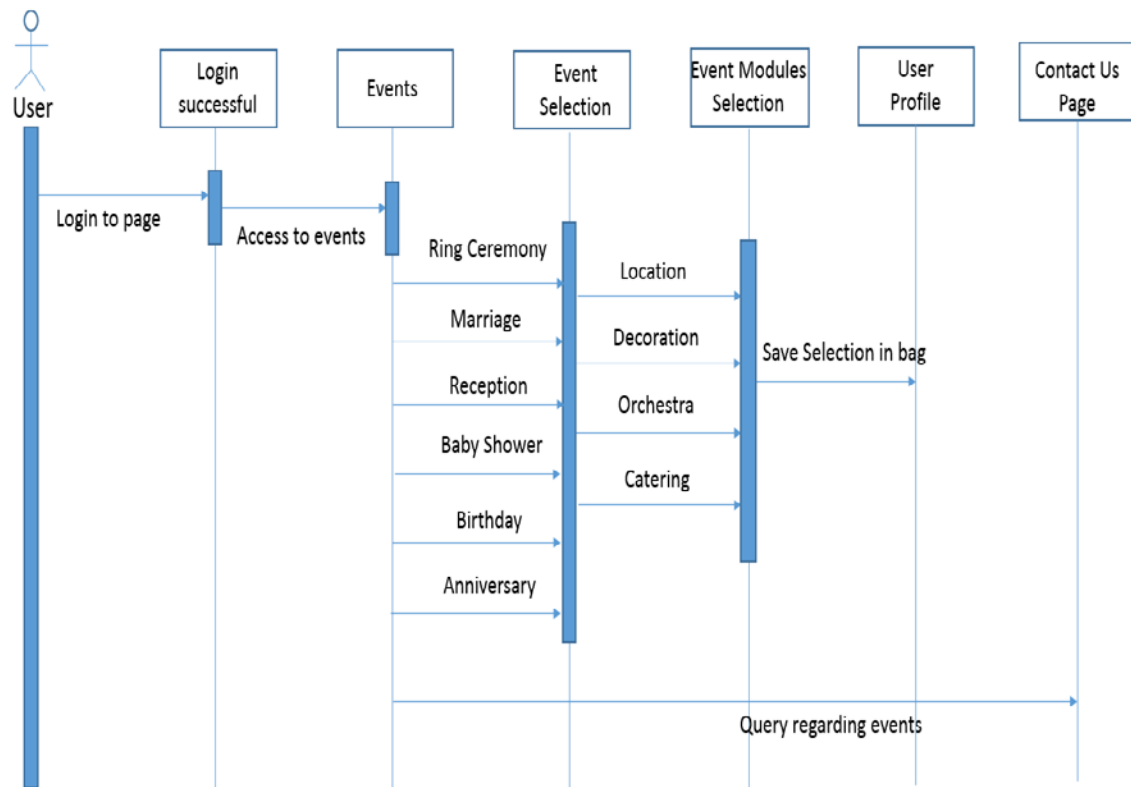 User
Login
successful
Events
Event
Selection
Event Modules
Selection
User
Profile
Contact Us
Page
Login to page
Access to events
Ring Ceremony
Location
Marriage
Decoration
Save Selection in bag
Reception
Orchestra
Baby Shower
Catering
Birthday
Anniversary
Query regarding events